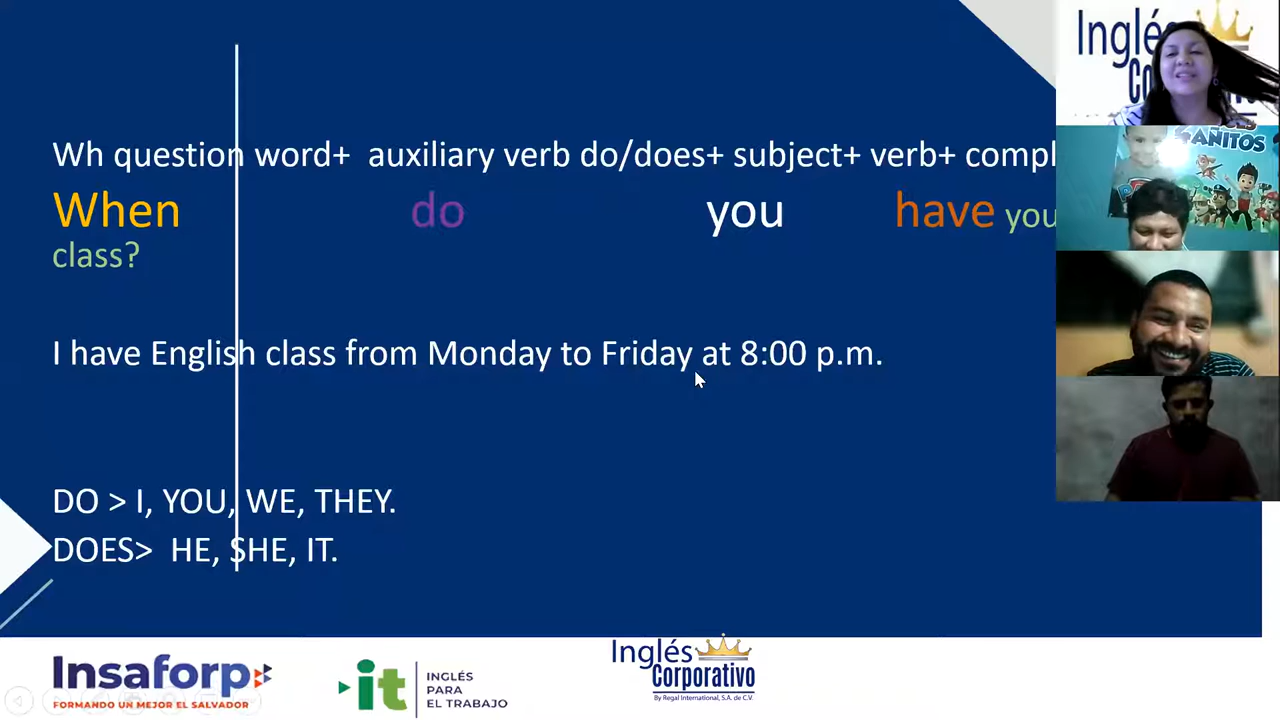 Wh question word+ auxiliary verb do/does+ subject+ verb+ compl
When do you have you
class?
I have English class from Monday to Friday at 8:00 p.m.
DO > I, YOU, WE, THEY.
DOES> HE, SHE, IT.
Inglés
AÑITOS
Insaforp
FORMANDO UN MEJOR EL SALVADOR
it
INGLÉS
PARA
EL TRABAJO
Inglés
Corporativo
By Regal International, S.A. de C.V.